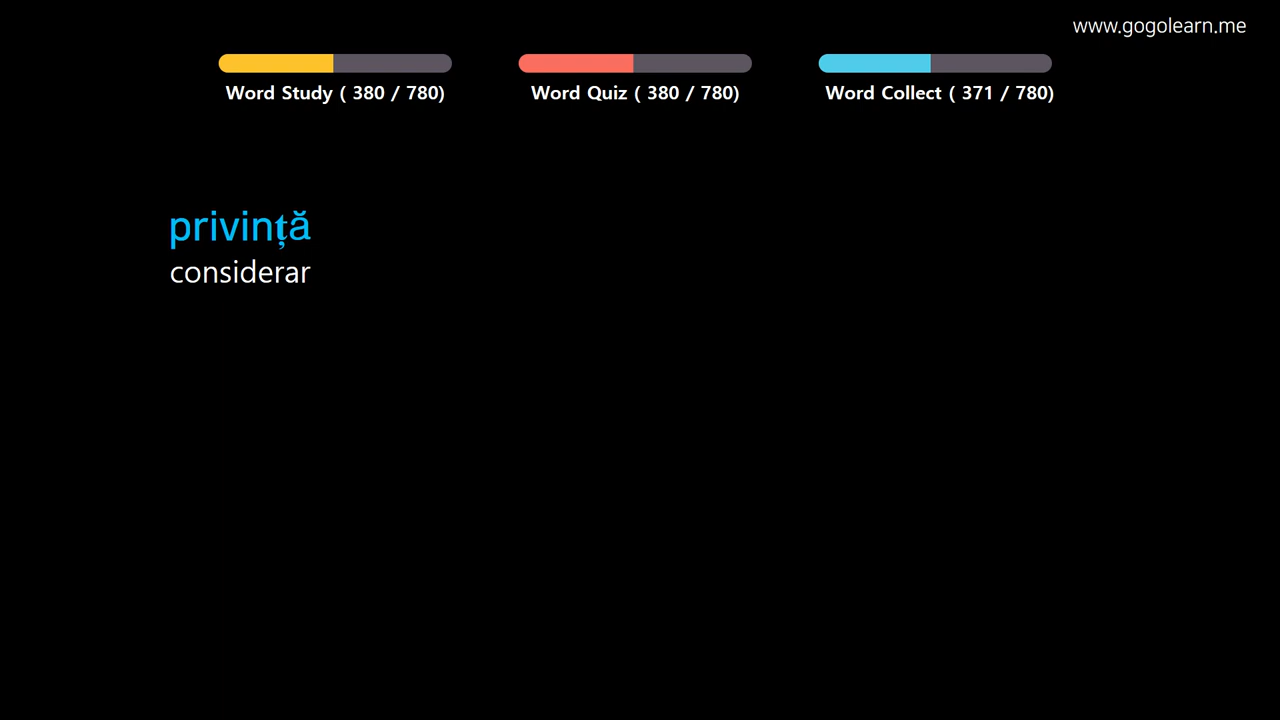 www.gogolearn.me
Word Study ( 380 / 780)
Word Quiz ( 380 / 780)
Word Collect ( 371 / 780)
privință
considerar